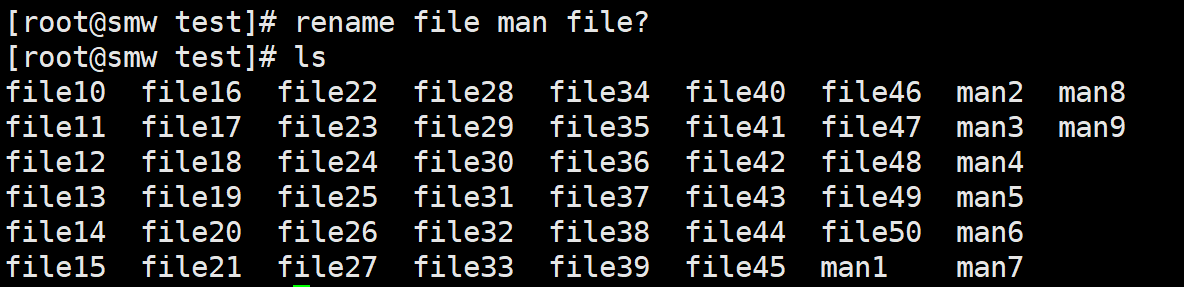 [root@smw test]# rename file man file?
[root@smw test]# ls
file10  file16  file22  file28  file34  file40  file46  man2  man8
file11  file17  file23  file29  file35  file41  file47  man3  man9
file12  file18  file24  file30  file36  file42  file48  man4
file13  file19  file25  file31  file37  file43  file49  man5
file14  file20  file26  file32  file38  file44  file50  man6
file15  file21  file27  file33  file39  file45  man1    man7